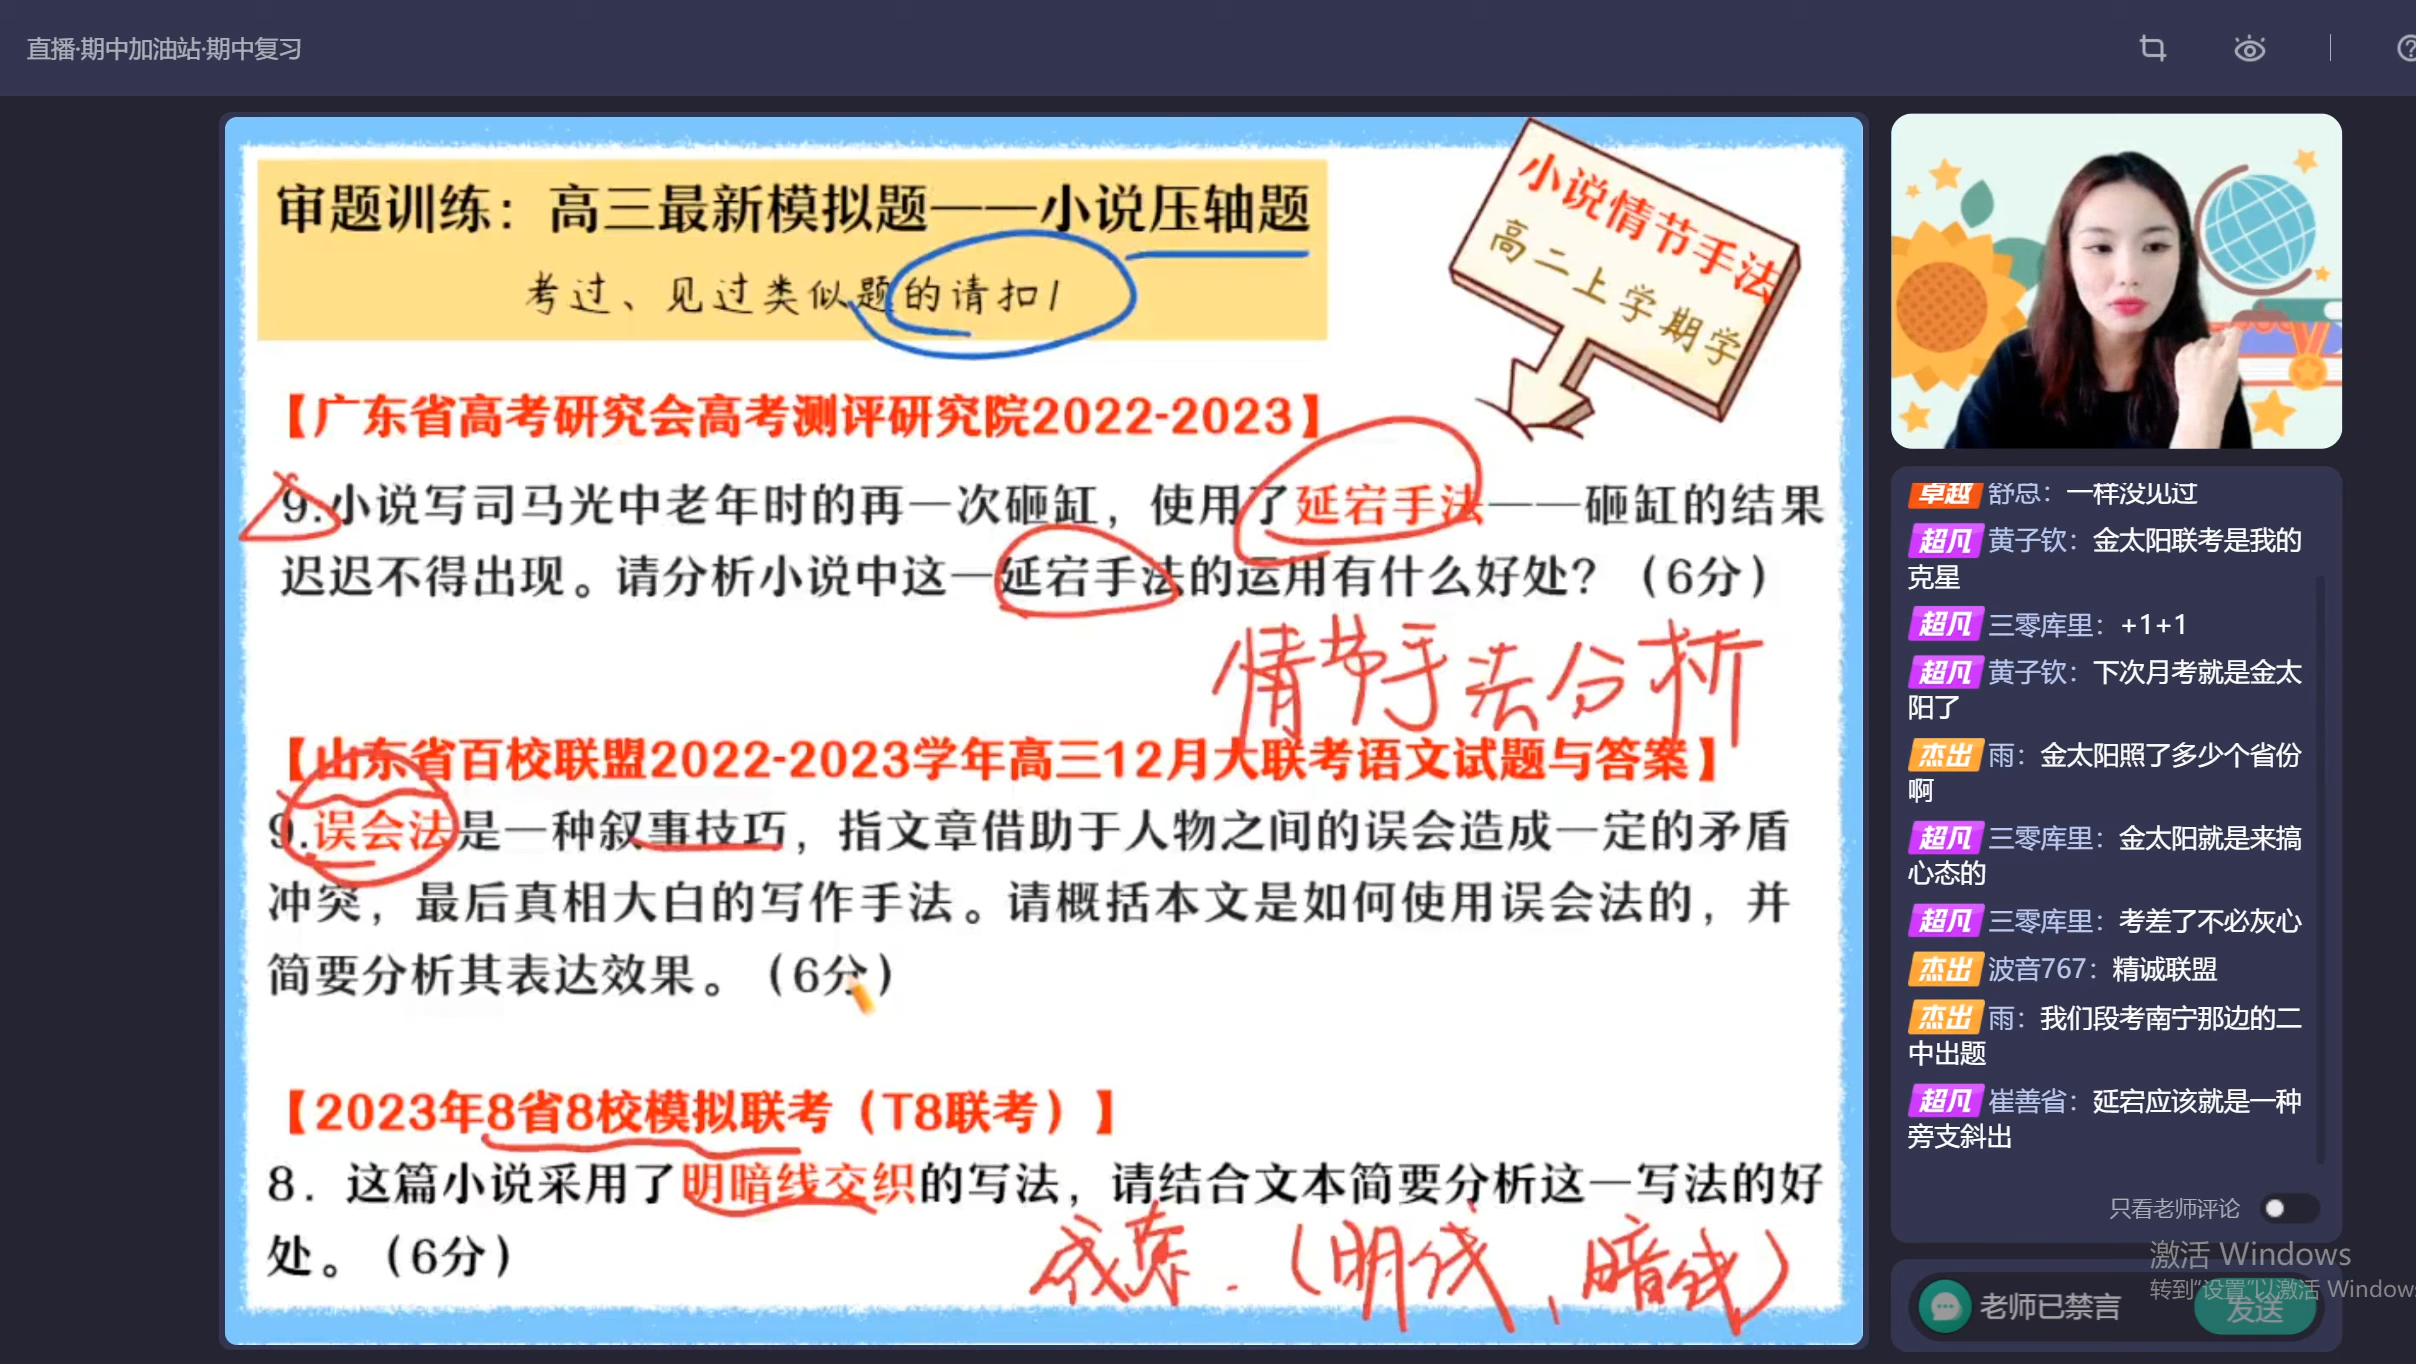 直播·期中加油站·期中复习
审题训练：高三最新模拟题——小说压轴题
考过、见过类似题的请扣1
小说情节手法
高二上学期学
【广东省高考研究会高考测评研究院2022-2023】
9.小说写司马光中老年时的再一次砸缸，使用了延宕手法——砸缸的结果
迟迟不得出现。请分析小说中这一延宕手法的运用有什么好处？（6分）
情节手法分析
【山东省百校联盟2022-2023学年高三12月大联考语文试题与答案】
9.误会法是一种叙事技巧，指文章借助于人物之间的误会造成一定的矛盾
冲突，最后真相大白的写作手法。请概括本文是如何使用误会法的，并
简要分析其表达效果。（6分）
【2023年8省8校模拟联考（T8联考）】
8．这篇小说采用了明暗线交织的写法，请结合文本简要分析这一写法的好
处。（6分）
线索.（明线，暗线）
卓越 舒总：一样没见过
超凡 黄子钦：金太阳联考是我的
克星
超凡 三零库里：+1+1
超凡 黄子钦：下次月考就是金太
阳了
杰出 雨：金太阳照了多少个省份
啊
超凡 三零库里：金太阳就是来搞
心态的
超凡 三零库里：考差了不必灰心
杰出 波音767：精诚联盟
杰出 雨：我们段考南宁那边的二
中出题
超凡 崔善省：延宕应该就是一种
旁支斜出
只看老师评论
激活 Windows
转到“设置”以激活 Windows
老师已禁言
发送